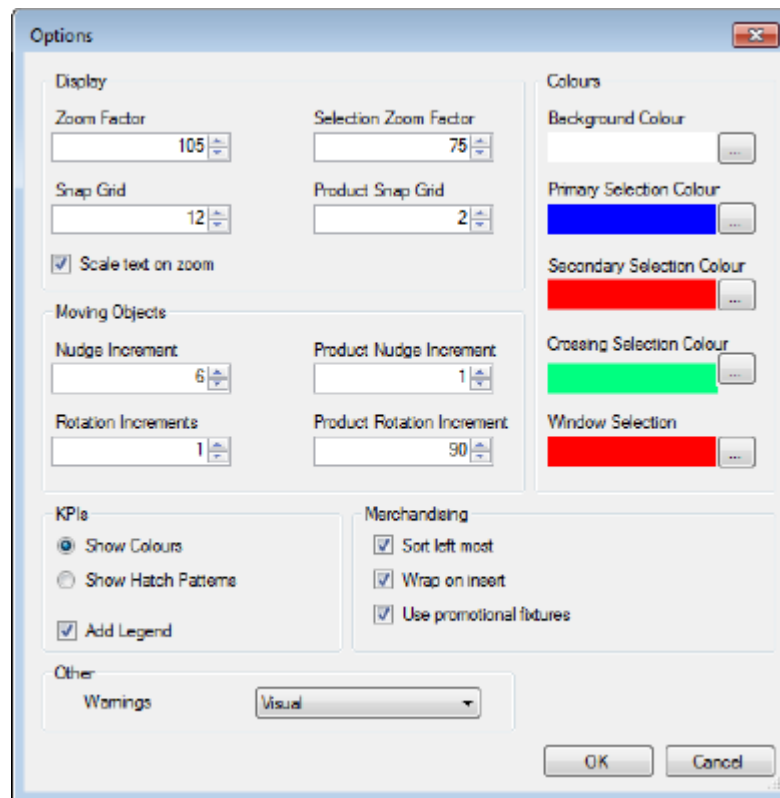 Options
Display
Colours
Zoom Factor
Selection Zoom Factor
Background Colour
105
75
...
Snap Grid
Product Snap Grid
Primary Selection Colour
12
2
...
Scale text on zoom
Secondary Selection Colour
...
Moving Objects
Nudge Increment
Product Nudge Increment
Crossing Selection Colour
6
1
...
Rotation Increments
Product Rotation Increment
Window Selection
1
90
...
KPIs
Merchandising
Show Colours
Sort left most
Show Hatch Patterns
Wrap on insert
Add Legend
Use promotional fixtures
Other
Warnings
Visual
OK
Cancel